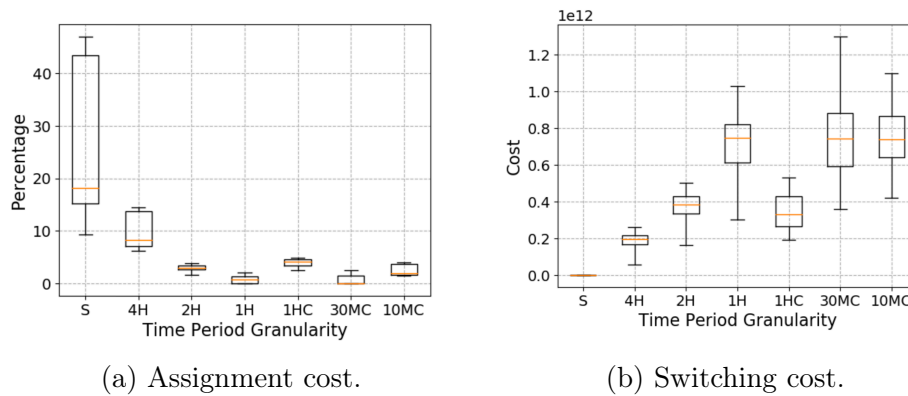 1e12
Percentage
40
30
20
10
0
S 4H 2H 1H 1HC 30MC 10MC
Time Period Granularity
Cost
1.2
1.0
0.8
0.6
0.4
0.2
0.0
S 4H 2H 1H 1HC 30MC 10MC
Time Period Granularity
(a) Assignment cost.
(b) Switching cost.